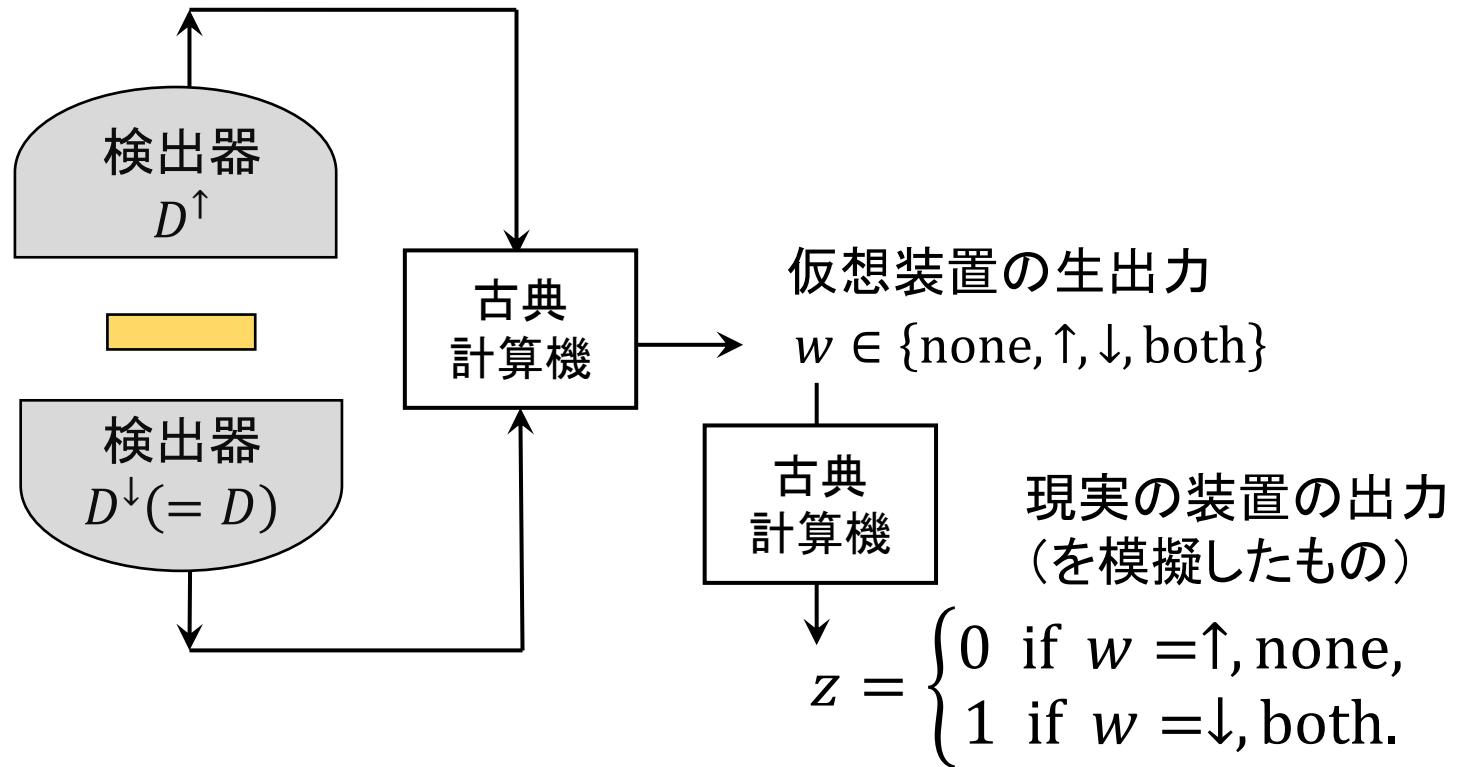 検出器
D↑
検出器
D↓(= D)
古典
計算機
仮想装置の生出力
w ∈ {none, ↑, ↓, both}
古典
計算機
現実の装置の出力
（を模擬したもの）
z = { 0 if w =↑, none,
1 if w =↓, both.